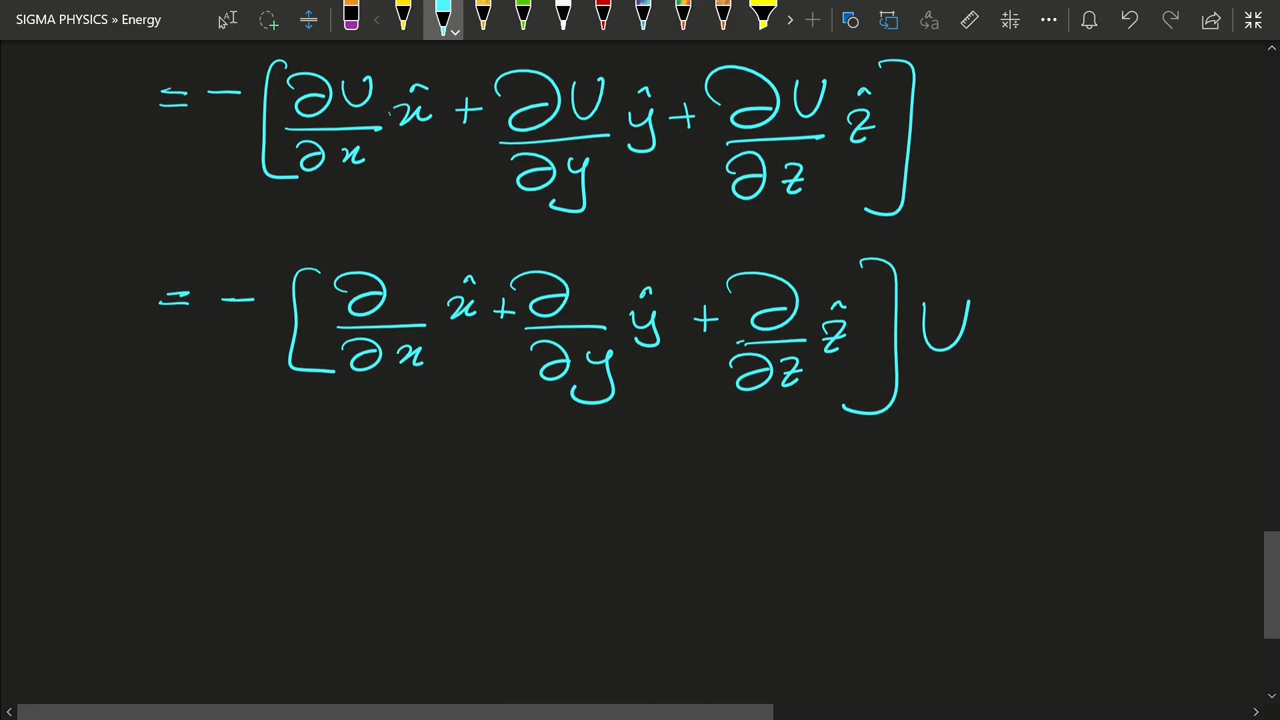 SIGMA PHYSICS » Energy
= - [∂U/∂x x̂ + ∂U/∂y ŷ + ∂U/∂z ẑ]
= - [∂/∂x x̂ + ∂/∂y ŷ + ∂/∂z ẑ] U